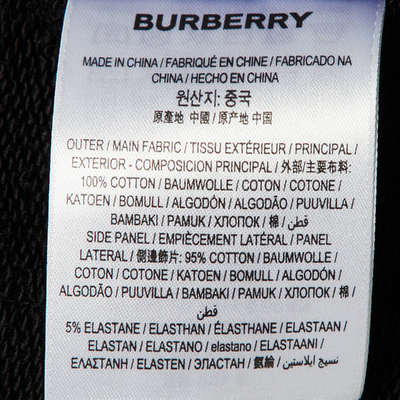 BURBERRY
MADE IN CHINA / FABRIQUÉ EN CHINE / FABRICADO NA
CHINA / HECHO EN CHINA
원산지: 중국
原產地 中國 / 原产地 中国
OUTER / MAIN FABRIC / TISSU EXTÉRIEUR / PRINCIPAL /
EXTERIOR - COMPOSICION PRINCIPAL / 外部/主要布料:
100% COTTON / BAUMWOLLE / COTON / COTONE /
KATOEN / BOMULL / ALGODÓN / ALGODÃO / PUUVILLA /
BAMBAKI / PAMUK / ХЛОПОК / 棉 / قطن
SIDE PANEL / EMPIÈCEMENT LATÉRAL / PANEL
LATERAL / 側邊飾片: 95% COTTON / BAUMWOLLE /
COTON / COTONE / KATOEN / BOMULL / ALGODÓN /
ALGODÃO / PUUVILLA / BAMBAKI / PAMUK / ХЛОПОК / 棉 /
قطن
5% ELASTANE / ELASTHAN / ÉLASTHANE / ELASTAAN /
ELASTAN / ELASTANO / elastano / ELASTAANI /
ΕΛΑΣΤΑΝΗ / ELASTEN / ЭЛАСТАН / 氨綸 / نسيج ايلاستين